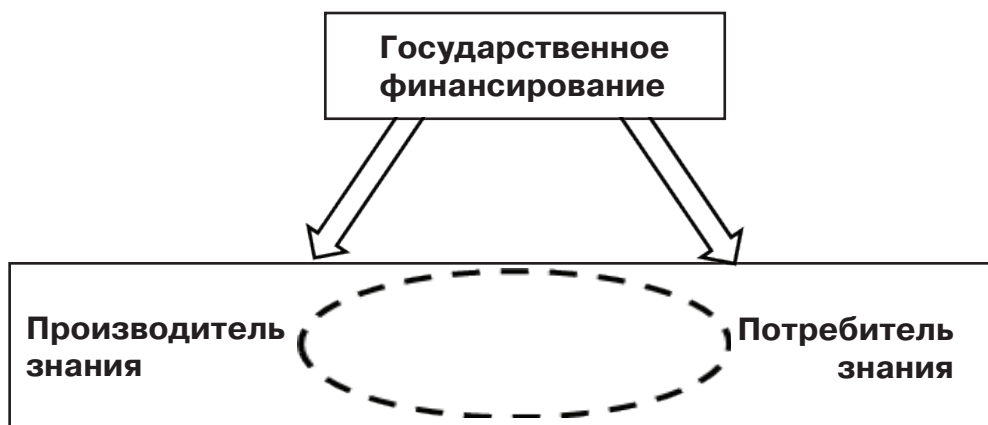 Государственное
финансирование
Производитель
знания
Потребитель
знания